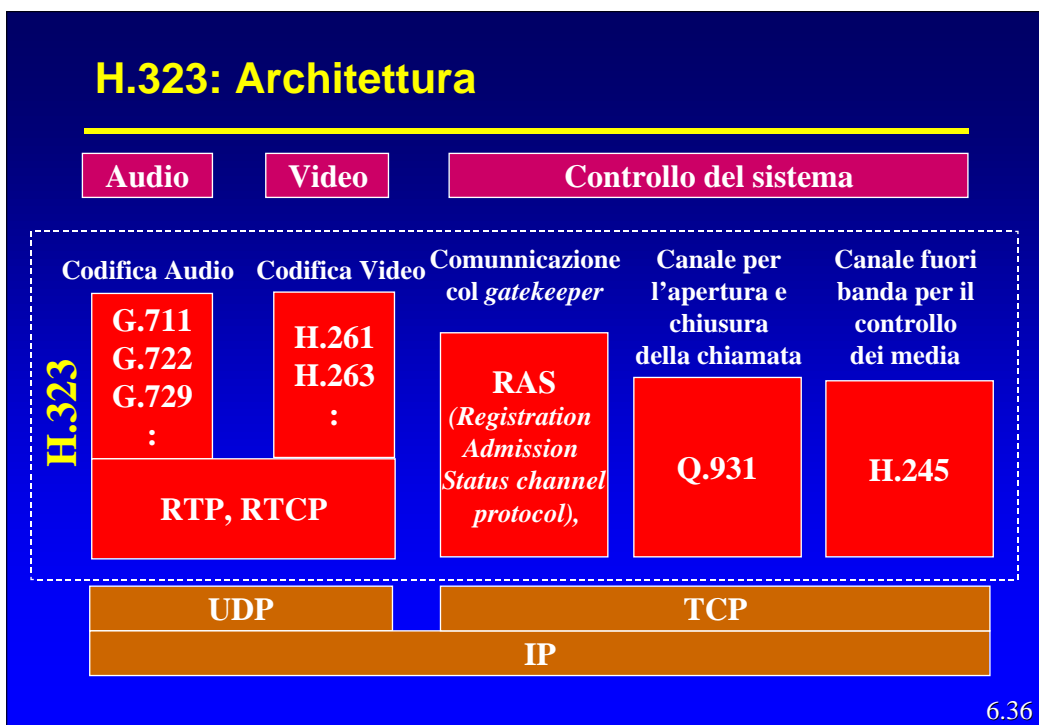 H.323: Architettura
Audio
Video
Controllo del sistema
H.323
Codifica Audio
G.711
G.722
G.729
:
Codifica Video
H.261
H.263
:
RTP, RTCP
Comunnicazione
col gatekeeper
RAS
(Registration
Admission
Status channel
protocol),
Canale per
l'apertura e
chiusura
della chiamata
Q.931
Canale fuori
banda per il
controllo
dei media
H.245
UDP
TCP
IP
6.36